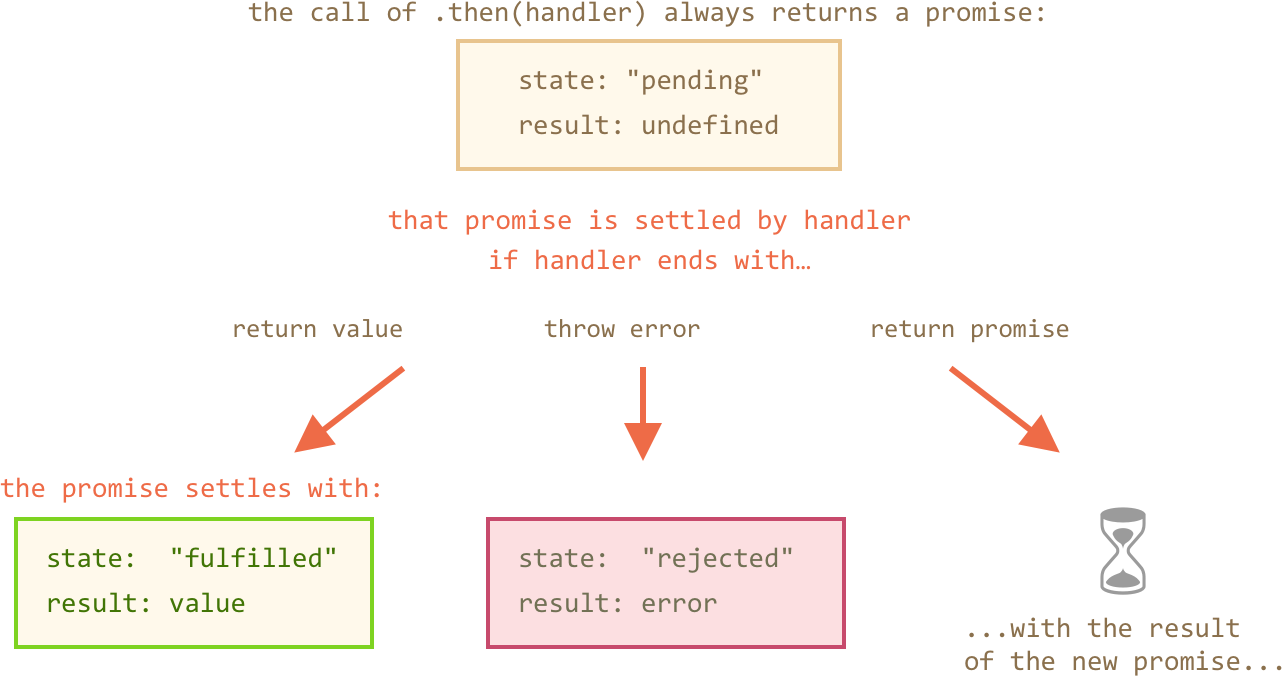 the call of .then(handler) always returns a promise:
state: "pending"
result: undefined
that promise is settled by handler
if handler ends with…
return value
throw error
return promise
the promise settles with:
state:  "fulfilled"
result: value
state:  "rejected"
result: error
...with the result
of the new promise...